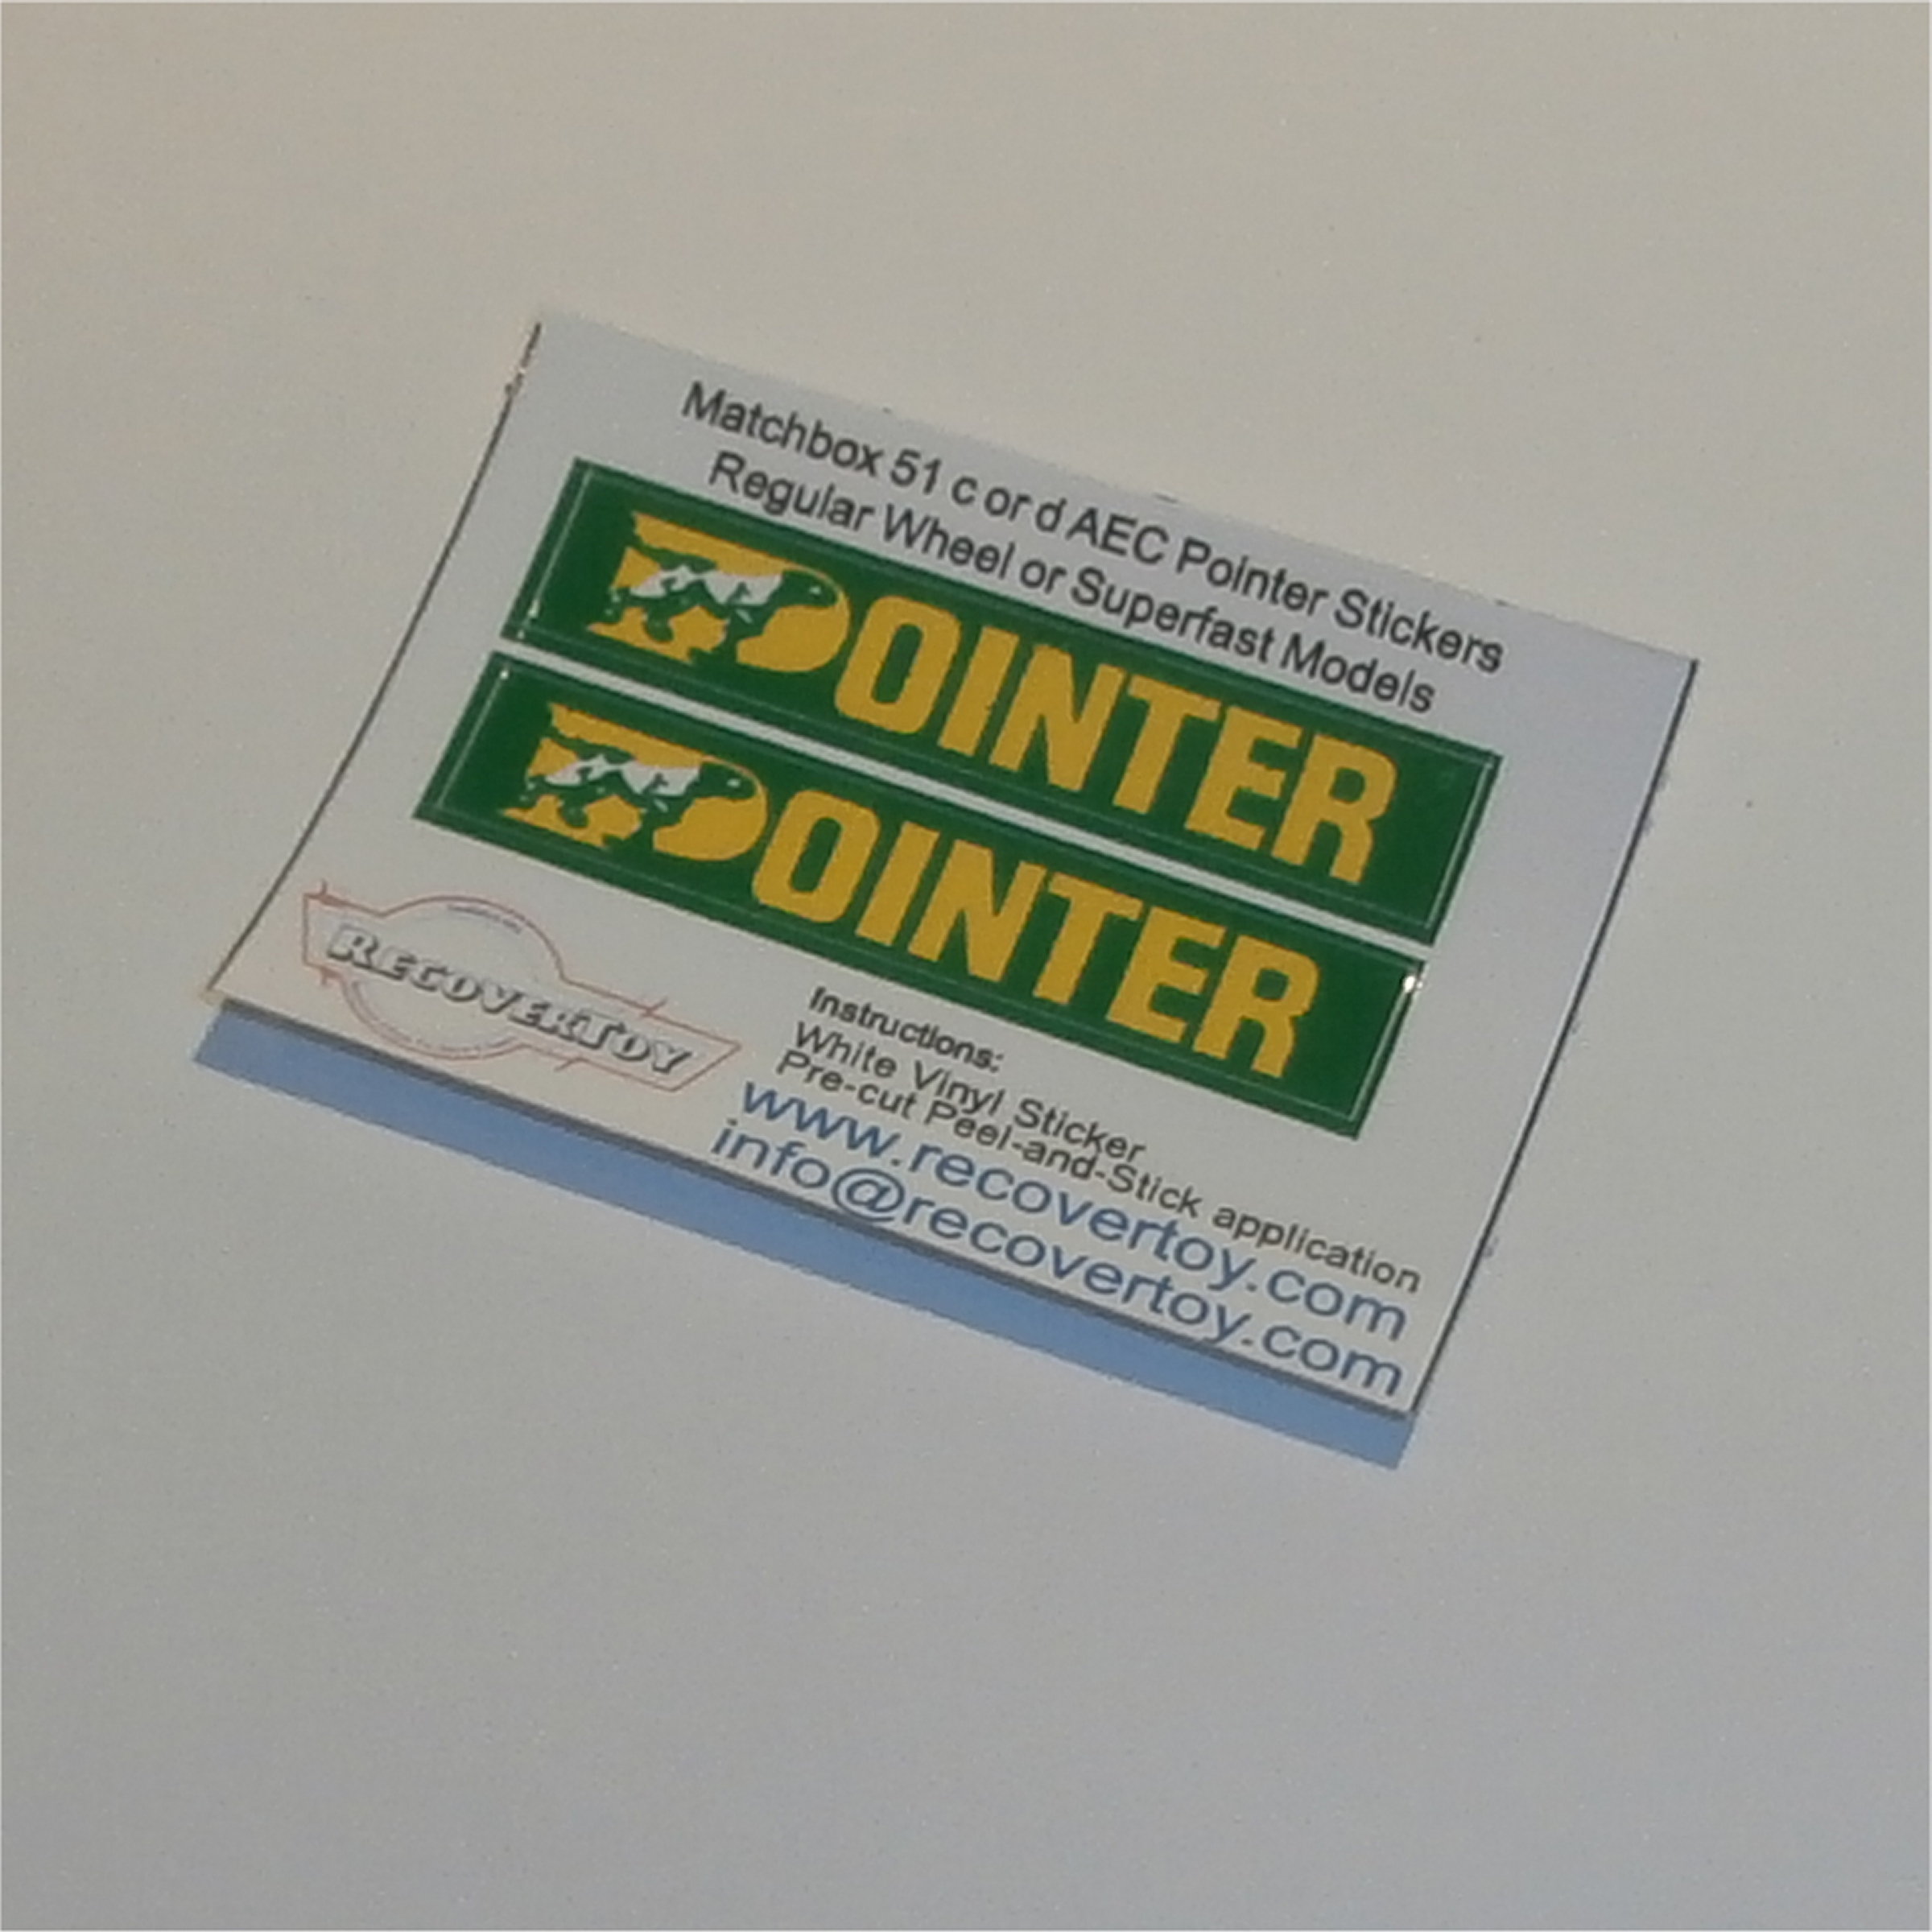 Matchbox 51 c or d AEC Pointer Stickers
Regular Wheel or Superfast Models
POINTER
POINTER
RECOVERTOY
Instructions:
White Vinyl Sticker
Pre-cut Peel-and-Stick application
www.recovertoy.com
info@recovertoy.com